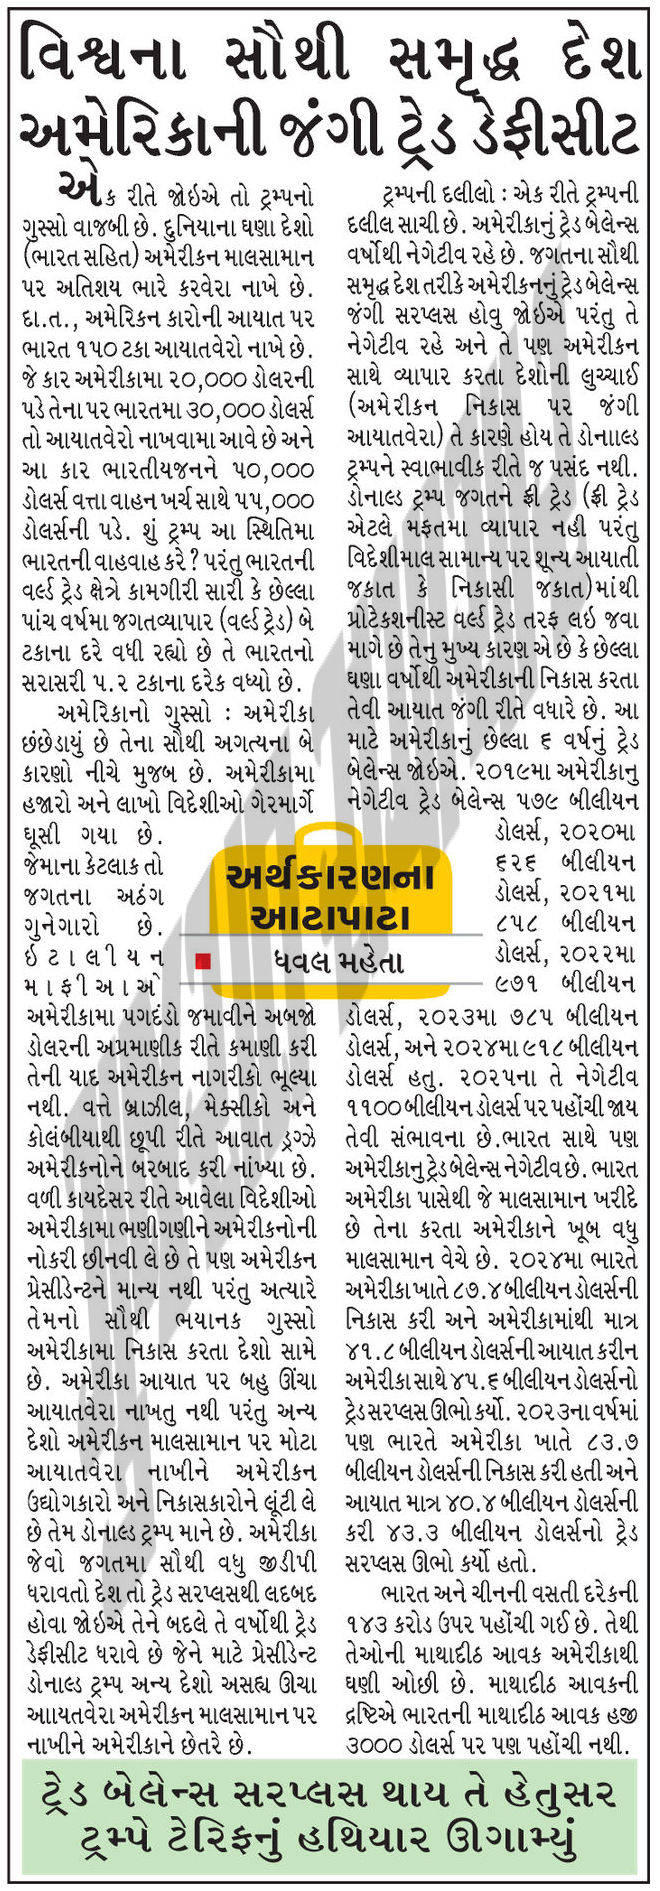 વિશ્વના સૌથી સમૃદ્ધ દેશ
અમેરિકાની જંગી ટ્રેડ ડેફીસીટ
એક રીતે જોઇએ તો ટ્રમ્પનો
ગુસ્સો વાજબી છે. દુનિયાના ઘણા દેશો
(ભારત સહિત) અમેરીકન માલસામાન
પર અતિશય ભારે કરવેરા નાખે છે.
દા.ત., અમેરિકન કારોની આયાત પર
ભારત ૧૫૦ ટકા આયાતવેરો નાખે છે.
જે કાર અમેરીકામા ૨૦,૦૦૦ ડોલરની
પડે તેના પર ભારતમા ૩૦,૦૦૦ ડોલર્સ
તો આયાતવેરો નાખવામા આવે છે અને
આ કાર ભારતીયજનને ૫૦,૦૦૦
ડોલર્સ વત્તા વાહન ખર્ચ સાથે ૫૫,૦૦૦
ડોલર્સની પડે. શું ટ્રમ્પ આ સ્થિતિમા
ભારતની વાહવાહ કરે? પરંતુ ભારતની
વર્લ્ડ ટ્રેડ ક્ષેત્રે કામગીરી સારી કે છેલ્લા
પાંચ વર્ષમા જગતવ્યાપાર (વર્લ્ડ ટ્રેડ) બે
ટકાના દરે વધી રહ્યો છે તે ભારતનો
સરાસરી ૫.૨ ટકાના દરેક વધ્યો છે.
અમેરિકાનો ગુસ્સો : અમેરીકા
છંછેડાયું છે તેના સૌથી અગત્યના બે
કારણો નીચે મુજબ છે. અમેરીકામા
હજારો અને લાખો વિદેશીઓ ગેરમાર્ગે
ઘૂસી ગયા છે.
જેમાના કેટલાક તો
જગતના અઠંગ
ગુનેગારો છે.
ઇટાલીયન
માફીઆએ
અમેરીકામા પગદંડો જમાવીને અબજો
ડોલરની અપ્રમાણીક રીતે કમાણી કરી
તેની યાદ અમેરીકન નાગરીકો ભૂલ્યા
નથી. વત્તે બ્રાઝીલ, મેક્સીકો અને
કોલંબીયાથી છૂપી રીતે આવાત ડ્રગ્ઝે
અમેરીકનોને બરબાદ કરી નાંખ્યા છે.
વળી કાયદેસર રીતે આવેલા વિદેશીઓ
અમેરીકામા ભણીગણીને અમેરીકનોની
નોકરી છીનવી લે છે તે પણ અમેરીકન
પ્રેસીડેન્ટને માન્ય નથી પરંતુ અત્યારે
તેમનો સૌથી ભયાનક ગુસ્સો
અમેરીકામા નિકાસ કરતા દેશો સામે
છે. અમેરીકા આયાત પર બહુ ઊંચા
આયાતવેરા નાખતુ નથી પરંતુ અન્ય
દેશો અમેરીકન માલસામાન પર મોટા
આયાતવેરા નાખીને અમેરીકન
ઉદ્યોગકારો અને નિકાસકારોને લૂંટી લે
છે તેમ ડોનાલ્ડ ટ્રમ્પ માને છે. અમેરીકા
જેવો જગતમા સૌથી વધુ જીડીપી
ધરાવતો દેશ તો ટ્રેડ સરપ્લસથી લદબદ
હોવા જોઇએ તેને બદલે તે વર્ષોથી ટ્રેડ
ડેફીસીટ ધરાવે છે જેને માટે પ્રેસીડેન્ટ
ડોનાલ્ડ ટ્રમ્પ અન્ય દેશો અસહ્ય ઊચા
આાયતવેરા અમેરીકન માલસામાન પર
નાખીને અમેરીકાને છેતરે છે.
અર્થકારણના
આટાપાટા
ધવલ મહેતા
ટ્રમ્પની દલીલો : એક રીતે ટ્રમ્પની
દલીલ સાચી છે. અમેરીકાનું ટ્રેડ બેલેન્સ
વર્ષોથી નેગેટીવ રહે છે. જગતના સૌથી
સમૃદ્ધ દેશ તરીકે અમેરીકનનું ટ્રેડ બેલેન્સ
જંગી સરપ્લસ હોવુ જોઈએ પરંતુ તે
નેગેટીવ રહે અને તે પણ અમેરીકન
સાથે વ્યાપાર કરતા દેશોની લુચ્ચાઈ
(અમેરીકન નિકાસ પર જંગી
આયાતવેરા) તે કારણે હોય તે ડોનાાલ્ડ
ટ્રમ્પને સ્વાભાવીક રીતે જ પસંદ નથી.
ડોનાલ્ડ ટ્રમ્પ જગતને ફ્રી ટ્રેડ (ફ્રી ટ્રેડ
એટલે મફતમા વ્યાપાર નહી પરંતુ
વિદેશીમાલ સામાન્ય પર શૂન્ય આયાતી
જકાત કે નિકાસી જકાત)માંથી
પ્રોટેકશનીસ્ટ વર્લ્ડ ટ્રેડ તરફ લઇ જવા
માગે છે તેનુ મુખ્ય કારણ એ છે કે છેલ્લા
ઘણા વર્ષોથી અમેરીકાની નિકાસ કરતા
તેવી આયાત જંગી રીતે વધારે છે. આ
માટે અમેરીકાનું છેલ્લા ૬ વર્ષનું ટ્રેડ
બેલેન્સ જોઇએ. ૨૦૧૯મા અમેરીકાનુ
નેગેટીવ ટ્રેડ બેલેન્સ ૫૭૯ બીલીયન
ડોલર્સ, ૨૦૨૦મા
૬૨૬ બીલીયન
ડોલર્સ, ૨૦૨૧મા
૮૫૮ બીલીયન
ડોલર્સ, ૨૦૨૨મા
૯૭૧ બીલીયન
ડોલર્સ, ૨૦૨૩મા ૭૮૫ બીલીયન
ડોલર્સ, અને ૨૦૨૪મા ૯૧૮ બીલીયન
ડોલર્સ હતુ. ૨૦૨૫ના તે નેગેટીવ
૧૧૦૦ બીલીયન ડોલર્સ પર પહોંચી જાય
તેવી સંભાવના છે.ભારત સાથે પણ
અમેરીકાનુ ટ્રેડ બેલેન્સ નેગેટીવ છે. ભારત
અમેરીકા પાસેથી જે માલસામાન ખરીદે
છે તેના કરતા અમેરીકાને ખૂબ વધુ
માલસામાન વેચે છે. ૨૦૨૪મા ભારતે
અમેરીકા ખાતે ૮૭.૪ બીલીયન ડોલર્સની
નિકાસ કરી અને અમેરીકામાંથી માત્ર
૪૧.૮ બીલીયન ડોલર્સની આયાત કરીન
અમેરીકા સાથે ૪૫.૬ બીલીયન ડોલર્સનો
ટ્રેડ સરપ્લસ ઊભો કર્યો. ૨૦૨૩ના વર્ષમાં
પણ ભારતે અમેરીકા ખાતે ૮૩.૭
બીલીયન ડોલર્સની નિકાસ કરી હતી અને
આયાત માત્ર ૪૦.૪ બીલીયન ડોલર્સની
કરી ૪૩.૩ બીલીયન ડોલર્સનો ટ્રેડ
સરપ્લસ ઊભો કર્યો હતો.
ભારત અને ચીનની વસતી દરેકની
૧૪૩ કરોડ ઉપર પહોંચી ગઈ છે. તેથી
તેઓની માથાદીઠ આવક અમેરીકાથી
ઘણી ઓછી છે. માથાદીઠ આવકની
દ્રષ્ટિએ ભારતની માથાદીઠ આવક હજી
૩૦૦૦ ડોલર્સ પર પણ પહોંચી નથી.
ટ્રેડ બેલેન્સ સરપ્લસ થાય તે હેતુસર
ટ્રમ્પે ટેરિફનું હથિયાર ઊગામ્યું